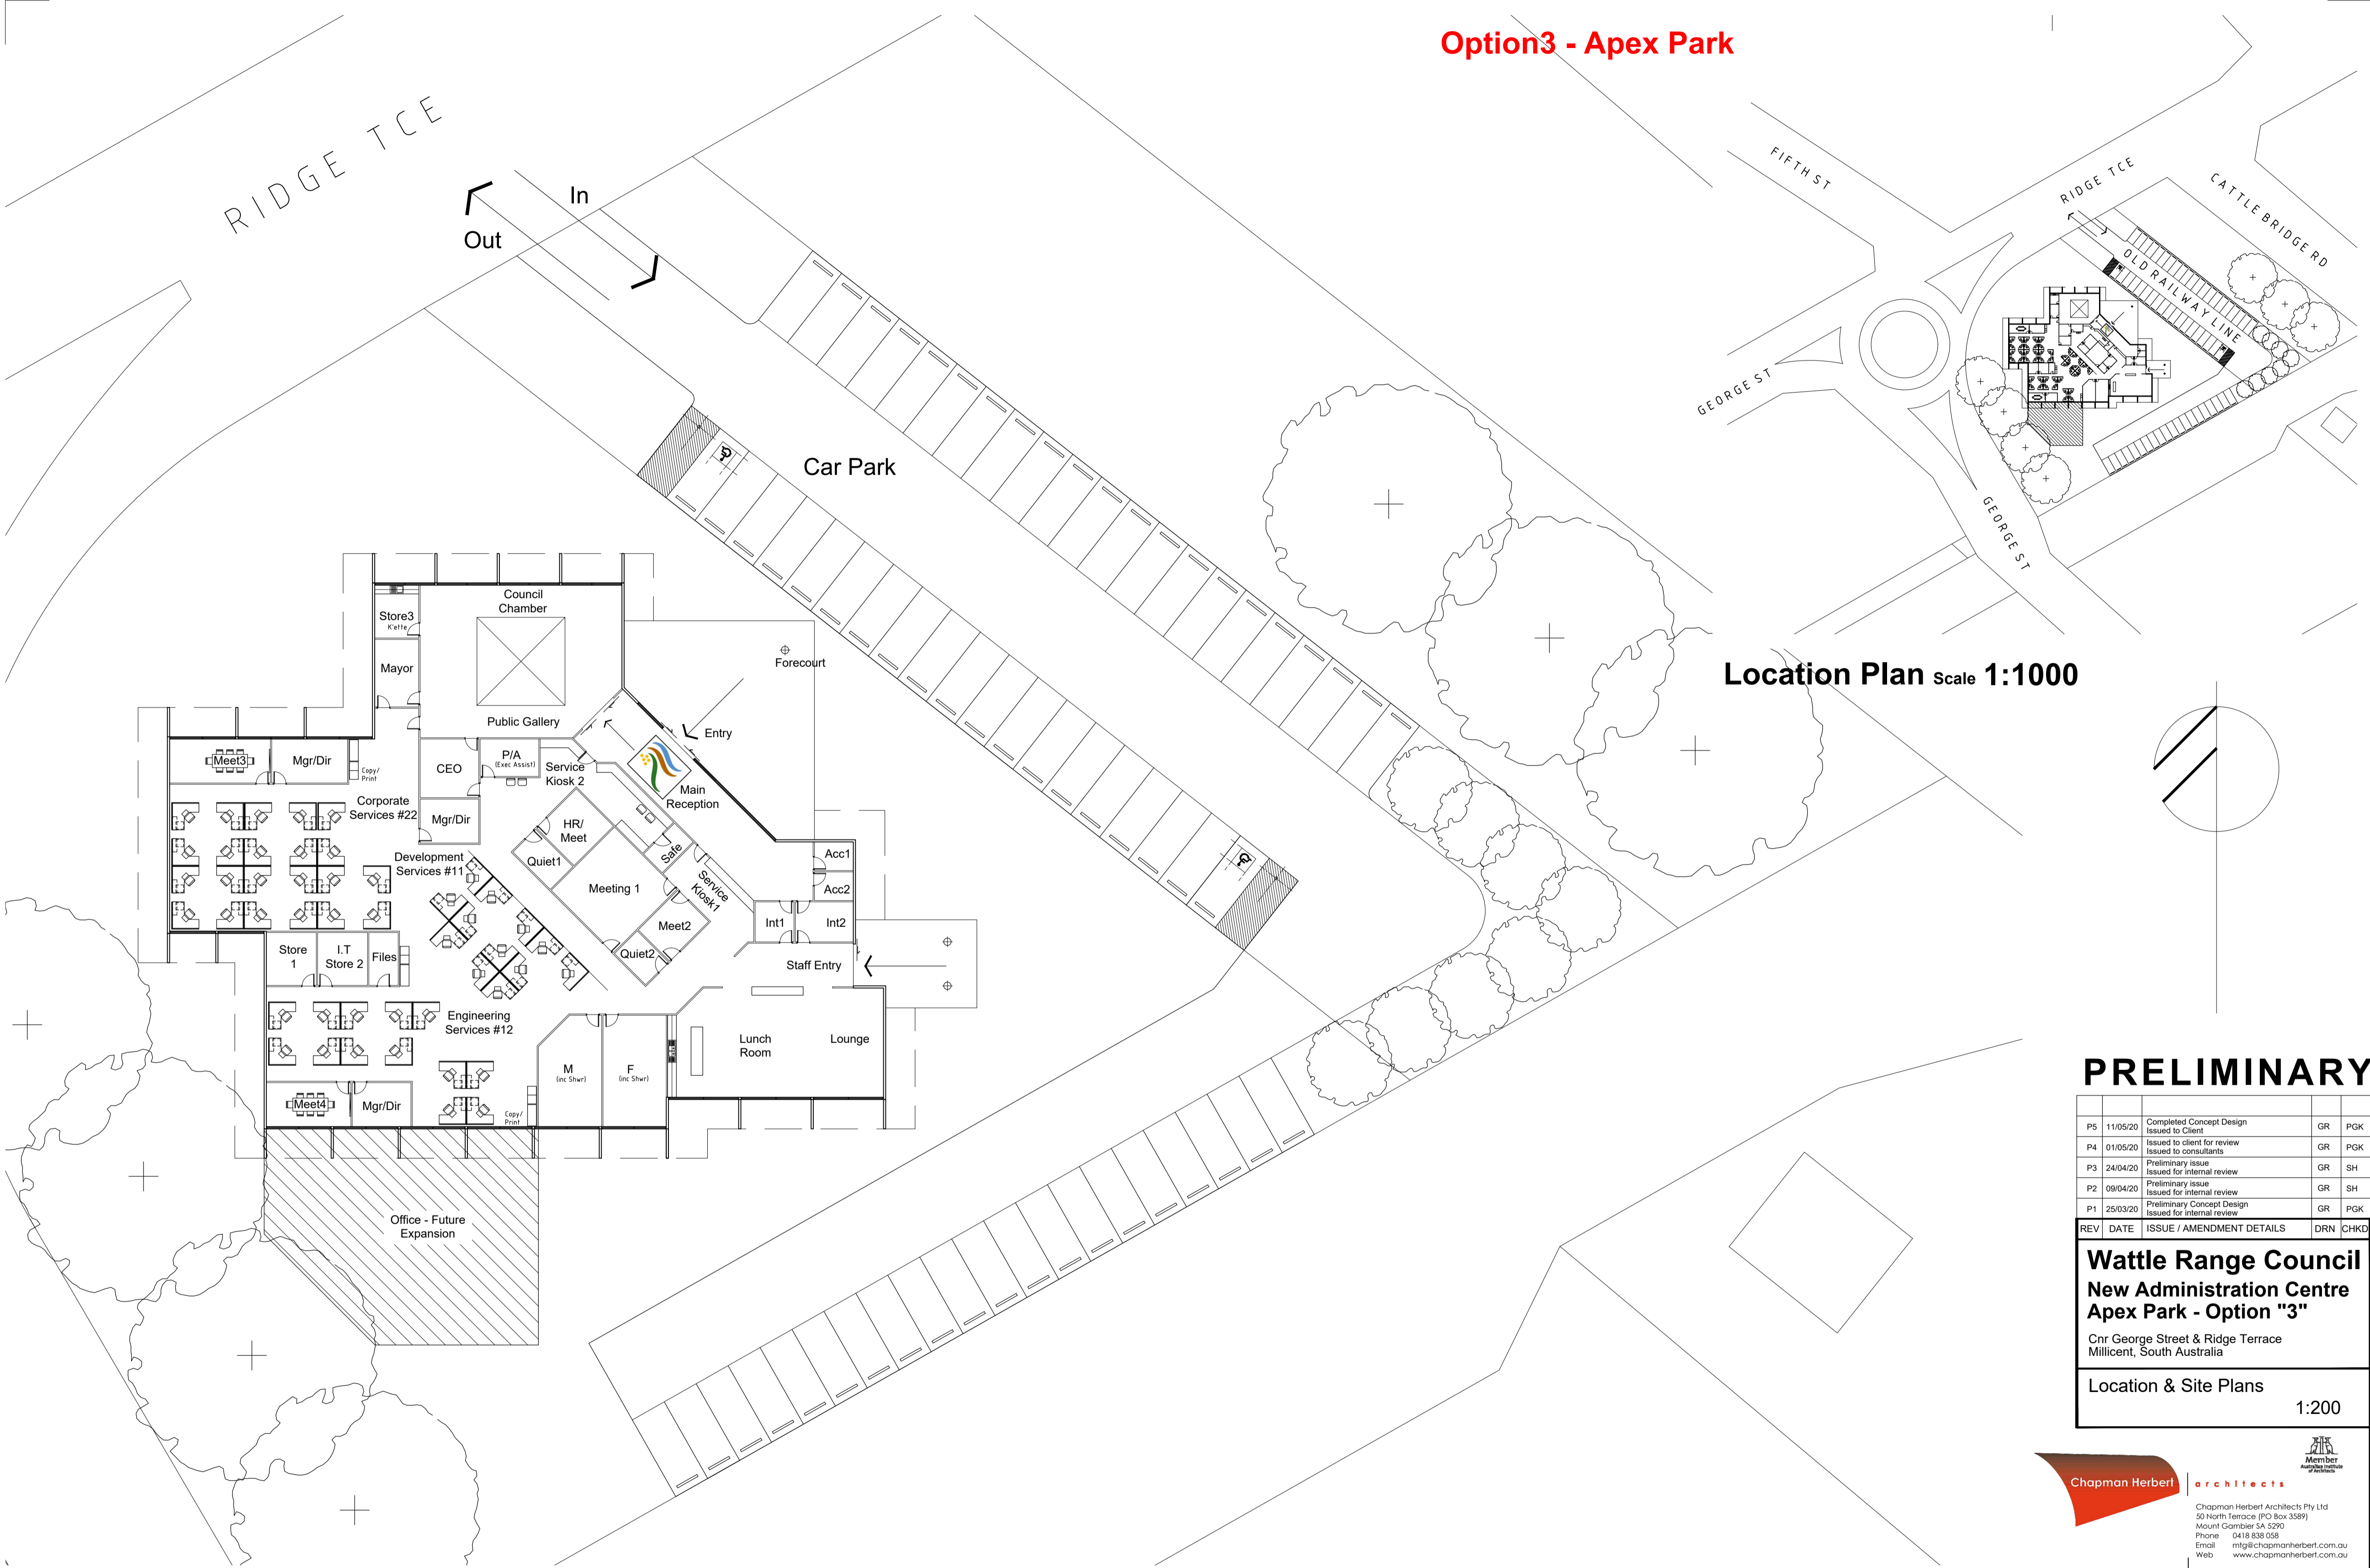 Option3 - Apex Park
RIDGE TCE
In
Out
Car Park
FIFTH ST
RIDGE TCE
CATTLE BRIDGE RD
OLD RAILWAY LINE
GEORGE ST
GEORGE ST
Location Plan Scale 1:1000
Council
Chamber
Store3
K'ette
Mayor
Public Gallery
Forecourt
Entry
Meet3
Mgr/Dir
Copy/
Print
CEO
P/A
(Exec Assist)
Service
Kiosk 2
Main
Reception
Corporate
Services #22
Mgr/Dir
HR/
Meet
Quiet1
Safe
Development
Services #11
Meeting 1
Service
Kiosk1
Acc1
Acc2
Meet2
Int1
Int2
Quiet2
Staff Entry
Store
1
I.T
Store 2
Files
Engineering
Services #12
Lunch
Room
Lounge
M
(inc Shwr)
F
(inc Shwr)
Meet4
Mgr/Dir
Copy/
Print
Office - Future
Expansion
PRELIMINARY
P5 11/05/20 Completed Concept Design
Issued to Client GR PGK
P4 01/05/20 Issued to client for review
Issued to consultants GR PGK
P3 24/04/20 Preliminary issue
Issued for internal review GR SH
P2 09/04/20 Preliminary issue
Issued for internal review GR SH
P1 25/03/20 Preliminary Concept Design
Issued for internal review GR PGK
REV DATE ISSUE / AMENDMENT DETAILS DRN CHKD
Wattle Range Council
New Administration Centre
Apex Park - Option "3"
Cnr George Street & Ridge Terrace
Millicent, South Australia
Location & Site Plans
1:200
Member
Australian Institute
of Architects
Chapman Herbert
architects
Chapman Herbert Architects Pty Ltd
50 North Terrace (PO Box 3589)
Mount Gambier SA 5290
Phone 0418 838 058
Email mtg@chapmanherbert.com.au
Web www.chapmanherbert.com.au